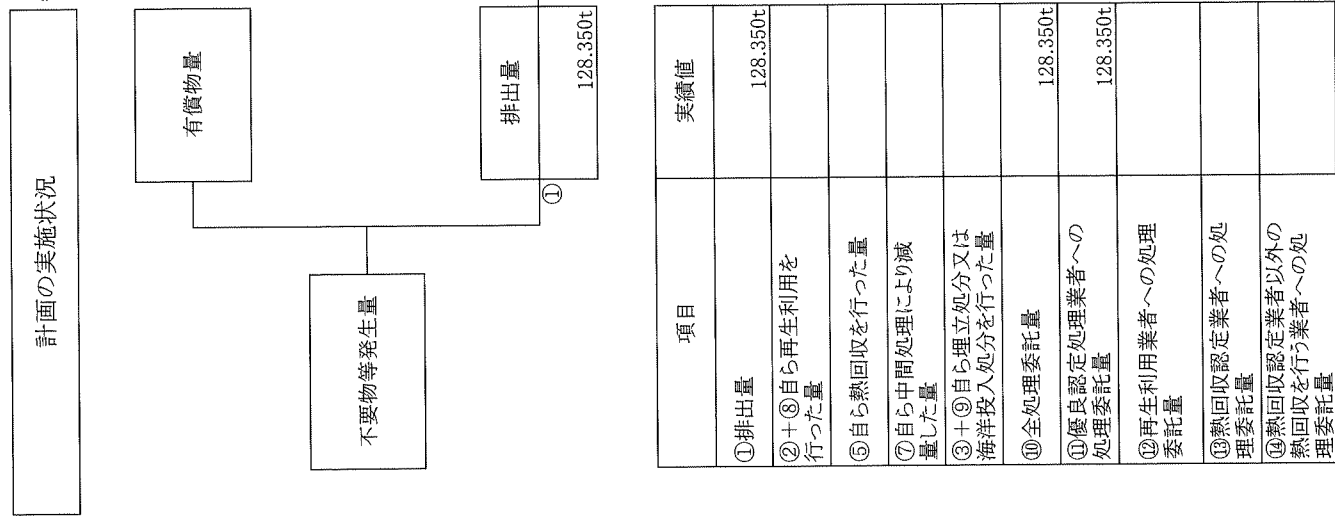 計画の実施状況
有償物量
不要物等発生量
排出量
①
128.350t
項目
実績値
①排出量
128.350t
②+⑧自ら再生利用を
行った量
⑤自ら熱回収を行った量
⑦自ら中間処理により減
量した量
③+⑨自ら埋立処分又は
海洋投入処分を行った量
⑩全処理委託量
128.350t
⑪優良認定処理業者への
処理委託量
128.350t
⑫再生利用業者への処理
委託量
⑬熱回収認定業者への処
理委託量
⑭熱回収認定業者以外の
熱回収を行う業者への処
理委託量